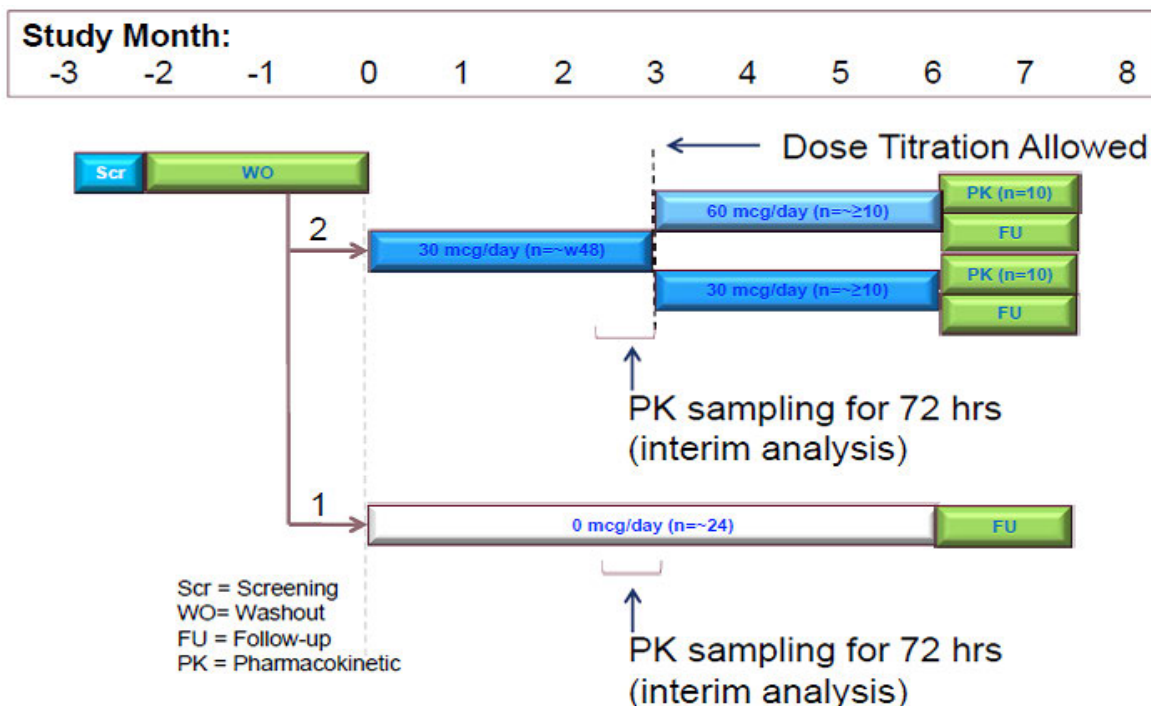 Study Month:
-3 -2 -1 0 1 2 3 4 5 6 7 8
Dose Titration Allowed
Scr
WO
2
30 mcg/day (n=~w48)
60 mcg/day (n=~≥10)
PK (n=10)
FU
30 mcg/day (n=~≥10)
PK (n=10)
FU
PK sampling for 72 hrs
(interim analysis)
1
0 mcg/day (n=~24)
FU
Scr = Screening
WO= Washout
FU = Follow-up
PK = Pharmacokinetic
PK sampling for 72 hrs
(interim analysis)